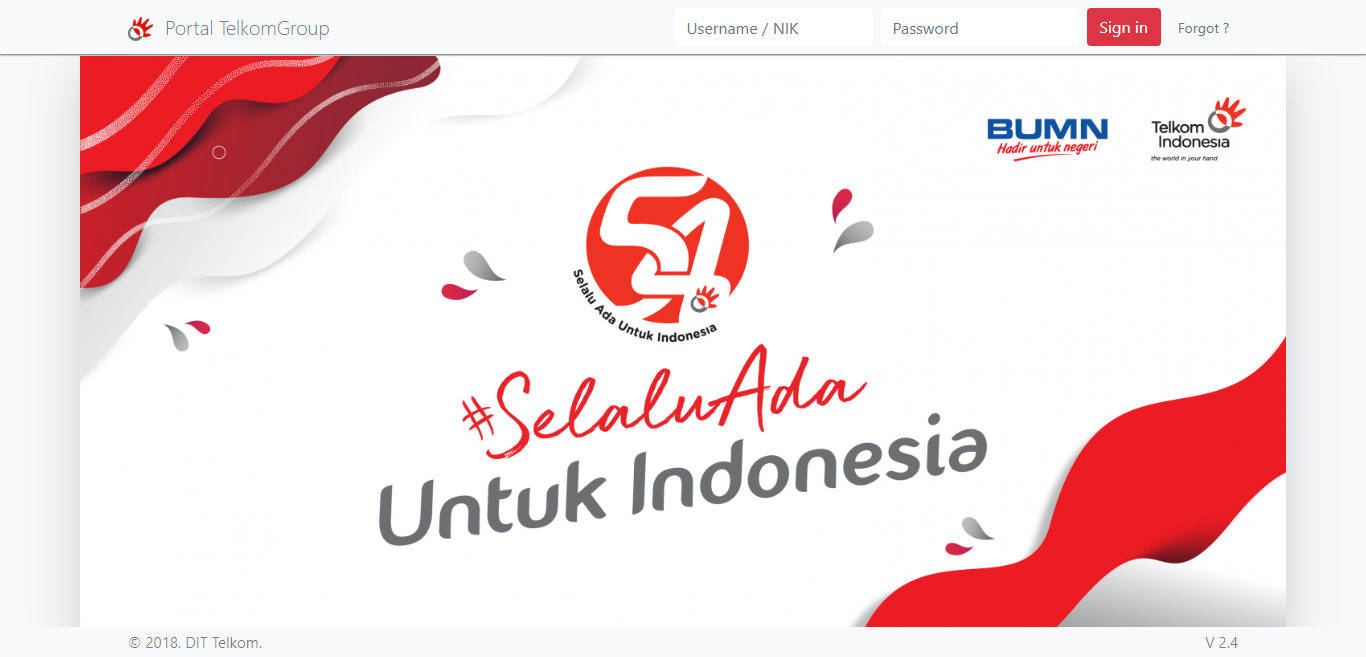 Portal TelkomGroup
Username / NIK
Password
Sign in
Forgot ?
BUMN
Hadir untuk negeri
Telkom
Indonesia
the world in your hand
54
Selalu Ada Untuk Indonesia
#SelaluAda
Untuk Indonesia
© 2018. DIT Telkom.
V 2.4